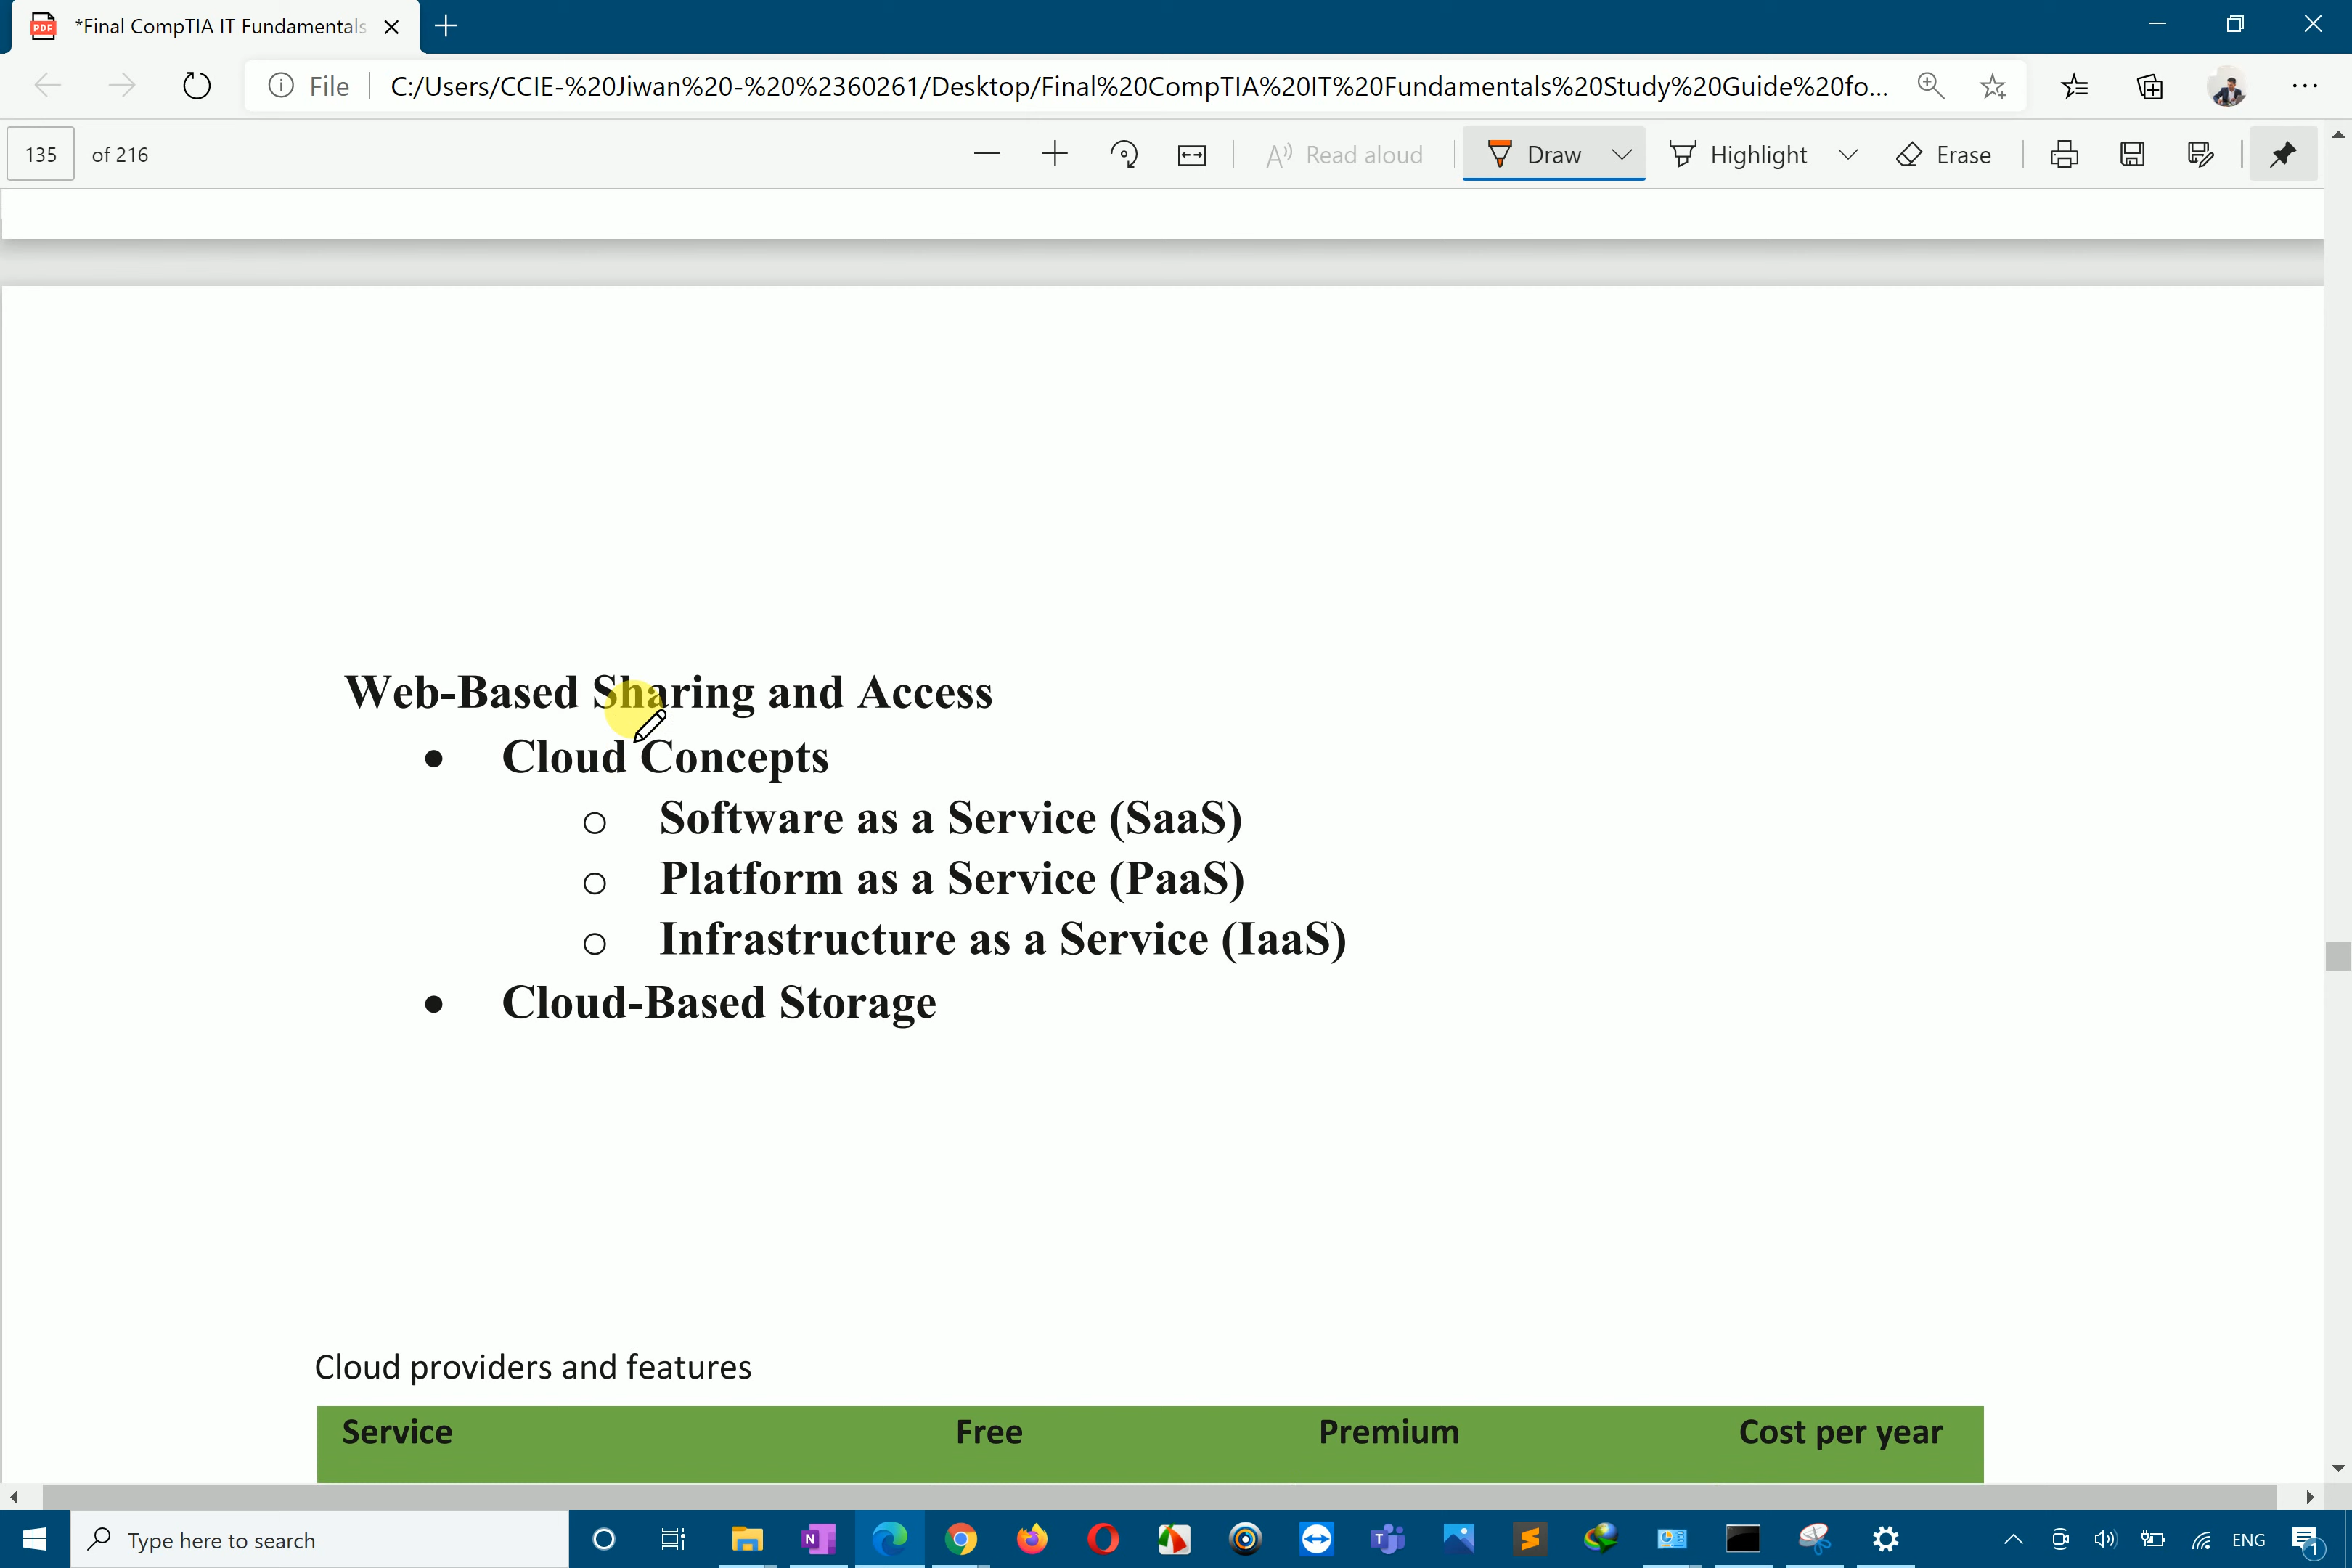 *Final CompTIA IT Fundamentals
File
C:/Users/CCIE-%20Jiwan%20-%20%2360261/Desktop/Final%20CompTIA%20IT%20Fundamentals%20Study%20Guide%20fo...
135 of 216
Read aloud
Draw
Highlight
Erase
Web-Based Sharing and Access
• Cloud Concepts
o Software as a Service (SaaS)
o Platform as a Service (PaaS)
o Infrastructure as a Service (IaaS)
• Cloud-Based Storage
Cloud providers and features
Service Free Premium Cost per year
Type here to search
ENG
1